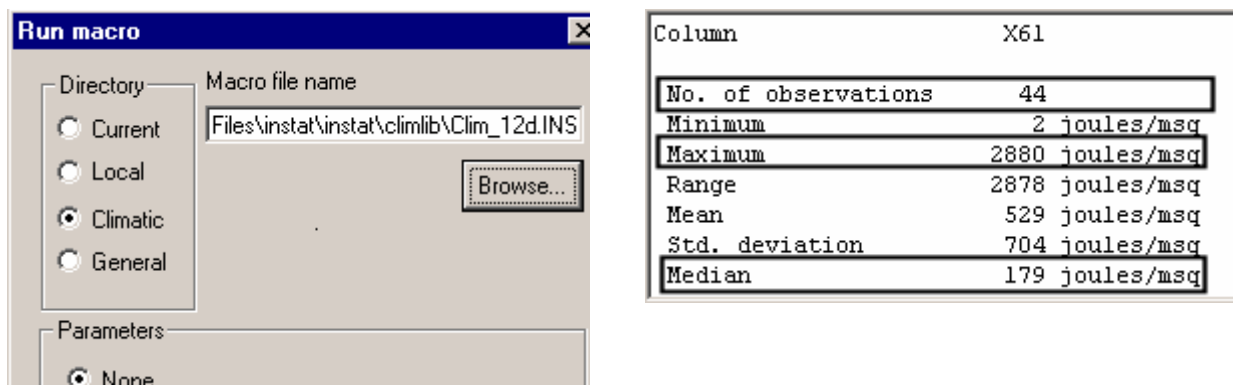 Run macro
Directory
Macro file name
Current
Files\instat\instat\climlib\Clim_12d.INS
Local
Browse...
Climatic
General
Parameters
None
Column X61
No. of observations 44
Minimum 2 joules/msq
Maximum 2880 joules/msq
Range 2878 joules/msq
Mean 529 joules/msq
Std. deviation 704 joules/msq
Median 179 joules/msq